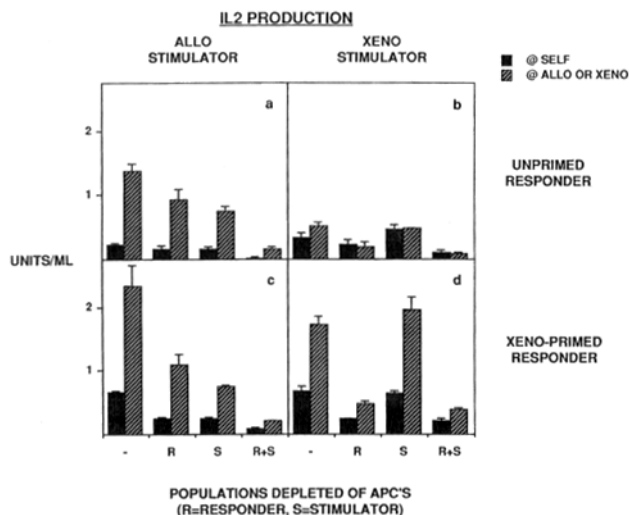 IL2 PRODUCTION
ALLO
STIMULATOR
XENO
STIMULATOR
@ SELF
@ ALLO OR XENO
a
b
2
1
UNPRIMED
RESPONDER
UNITS/ML
c
d
2
1
XENO-PRIMED
RESPONDER
- R S R+S - R S R+S
POPULATIONS DEPLETED OF APC'S
(R=RESPONDER, S=STIMULATOR)